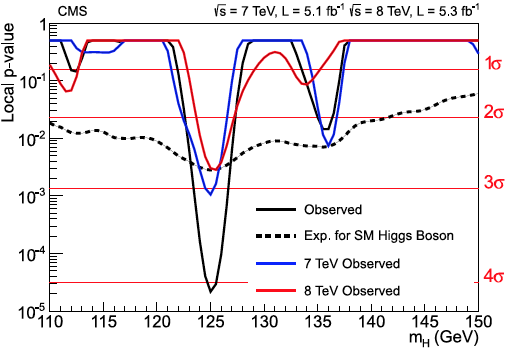 CMS √s = 7 TeV, L = 5.1 fb⁻¹ √s = 8 TeV, L = 5.3 fb⁻¹
Local p-value
1
10⁻¹
10⁻²
10⁻³
10⁻⁴
10⁻⁵
1σ
2σ
3σ
4σ
Observed
Exp. for SM Higgs Boson
7 TeV Observed
8 TeV Observed
110 115 120 125 130 135 140 145 150
m_H (GeV)